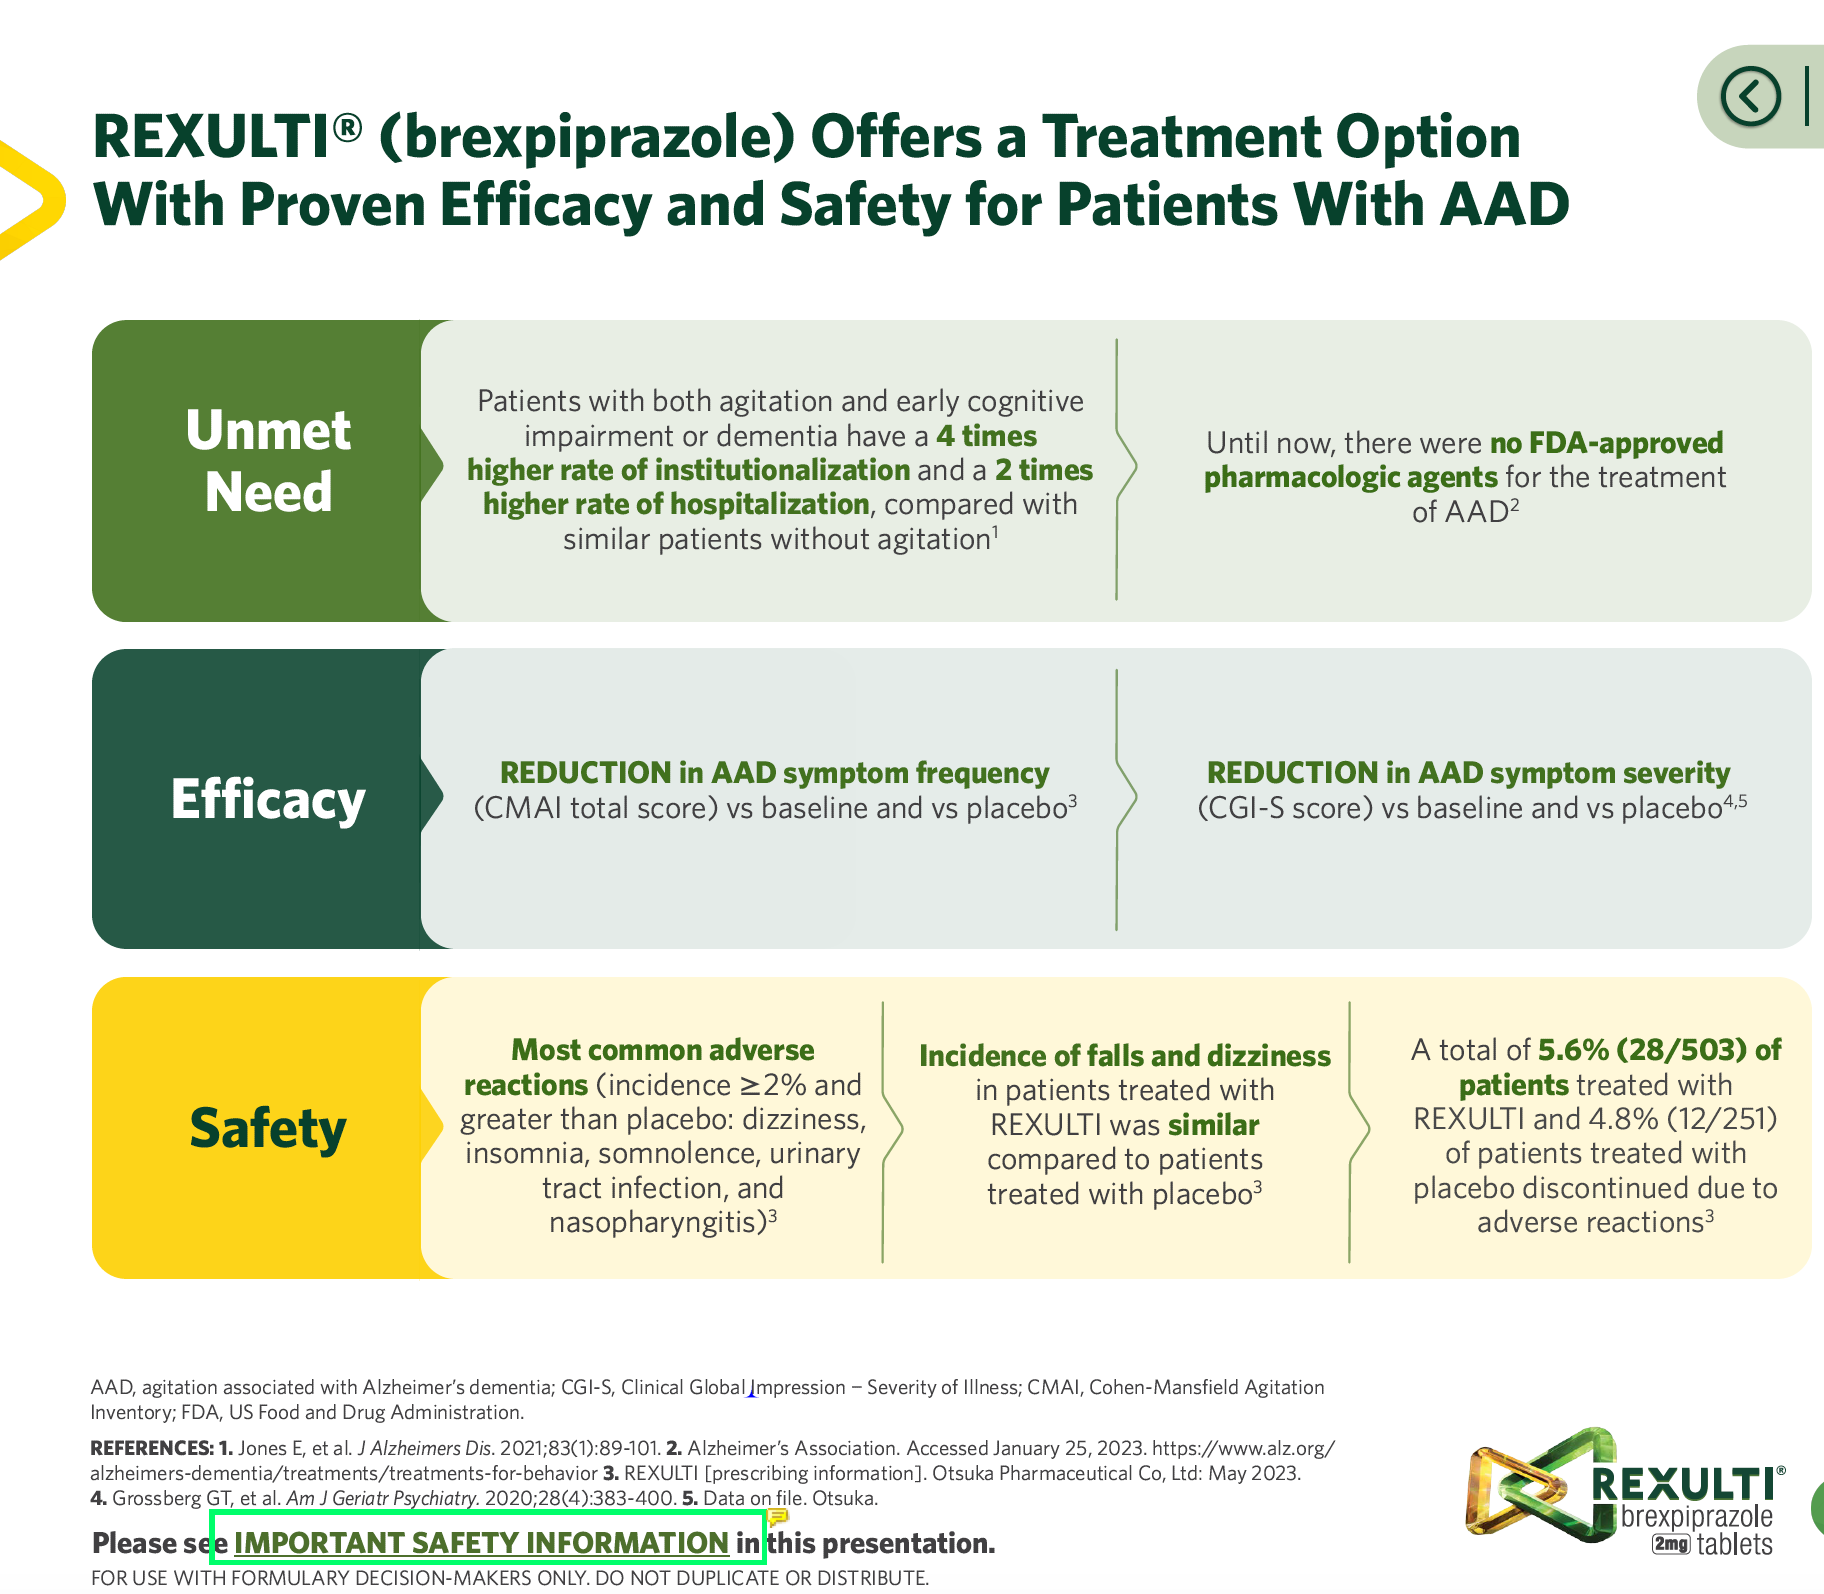 REXULTI® (brexpiprazole) Offers a Treatment Option
With Proven Efficacy and Safety for Patients With AAD
Unmet
Need
Patients with both agitation and early cognitive
impairment or dementia have a 4 times
higher rate of institutionalization and a 2 times
higher rate of hospitalization, compared with
similar patients without agitation1
Until now, there were no FDA-approved
pharmacologic agents for the treatment
of AAD2
Efficacy
REDUCTION in AAD symptom frequency
(CMAI total score) vs baseline and vs placebo3
REDUCTION in AAD symptom severity
(CGI-S score) vs baseline and vs placebo4,5
Safety
Most common adverse
reactions (incidence ≥2% and
greater than placebo: dizziness,
insomnia, somnolence, urinary
tract infection, and
nasopharyngitis)3
Incidence of falls and dizziness
in patients treated with
REXULTI was similar
compared to patients
treated with placebo3
A total of 5.6% (28/503) of
patients treated with
REXULTI and 4.8% (12/251)
of patients treated with
placebo discontinued due to
adverse reactions3
AAD, agitation associated with Alzheimer's dementia; CGI-S, Clinical Global Impression – Severity of Illness; CMAI, Cohen-Mansfield Agitation
Inventory; FDA, US Food and Drug Administration.
REFERENCES: 1. Jones E, et al. J Alzheimers Dis. 2021;83(1):89-101. 2. Alzheimer's Association. Accessed January 25, 2023. https://www.alz.org/
alzheimers-dementia/treatments/treatments-for-behavior 3. REXULTI [prescribing information]. Otsuka Pharmaceutical Co, Ltd: May 2023.
4. Grossberg GT, et al. Am J Geriatr Psychiatry. 2020;28(4):383-400. 5. Data on file. Otsuka.
Please see IMPORTANT SAFETY INFORMATION in this presentation.
FOR USE WITH FORMULARY DECISION-MAKERS ONLY. DO NOT DUPLICATE OR DISTRIBUTE.
REXULTI®
brexpiprazole
2mg tablets